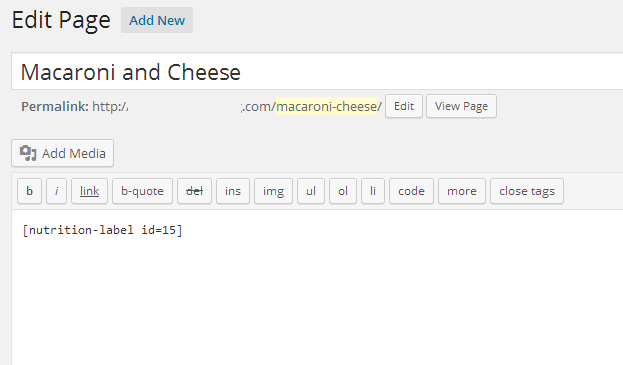 Edit Page Add New
Macaroni and Cheese
Permalink: http:// .com/macaroni-cheese/ Edit View Page
Add Media
b i link b-quote del ins img ul ol li code more close tags
[nutrition-label id=15]